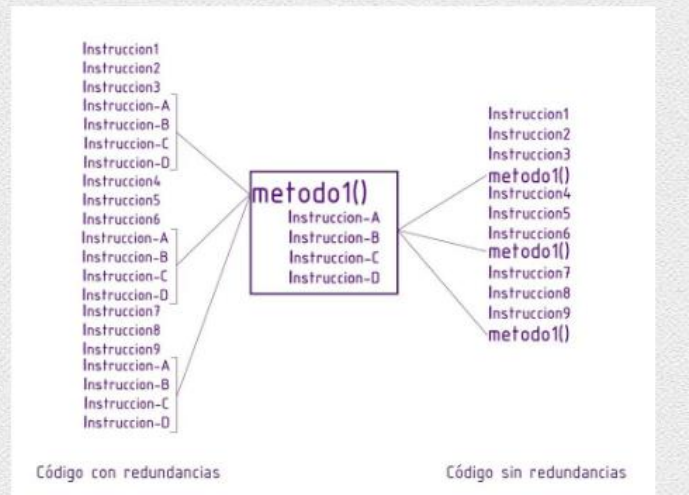 Instruccion1
Instruccion2
Instruccion3
Instruccion-A
Instruccion-B
Instruccion-C
Instruccion-D
Instruccion4
Instruccion5
Instruccion6
Instruccion-A
Instruccion-B
Instruccion-C
Instruccion-D
Instruccion7
Instruccion8
Instruccion9
Instruccion-A
Instruccion-B
Instruccion-C
Instruccion-D
Código con redundancias
metodo1()
Instruccion-A
Instruccion-B
Instruccion-C
Instruccion-D
Instruccion1
Instruccion2
Instruccion3
metodo1()
Instruccion4
Instruccion5
Instruccion6
metodo1()
Instruccion7
Instruccion8
Instruccion9
metodo1()
Código sin redundancias